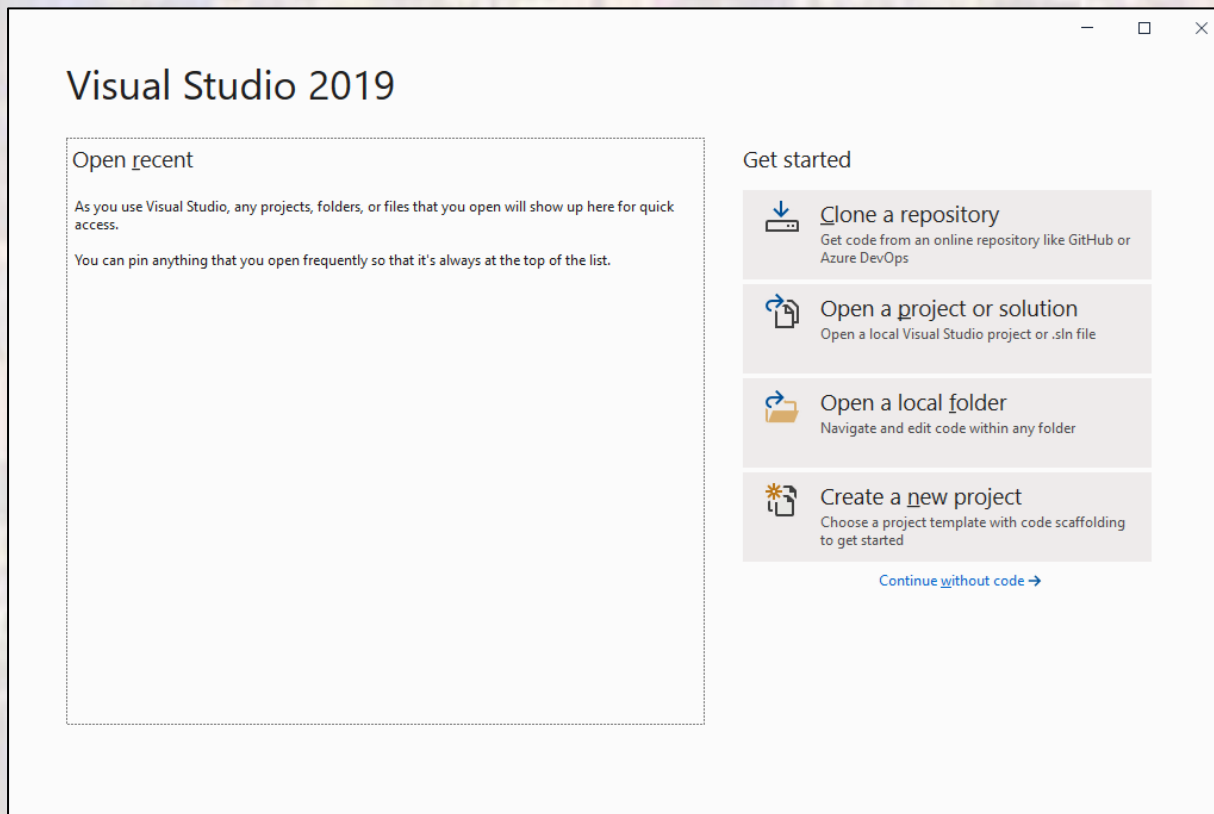 Visual Studio 2019
Open recent
As you use Visual Studio, any projects, folders, or files that you open will show up here for quick
access.
You can pin anything that you open frequently so that it's always at the top of the list.
Get started
Clone a repository
Get code from an online repository like GitHub or
Azure DevOps
Open a project or solution
Open a local Visual Studio project or .sln file
Open a local folder
Navigate and edit code within any folder
Create a new project
Choose a project template with code scaffolding
to get started
Continue without code →